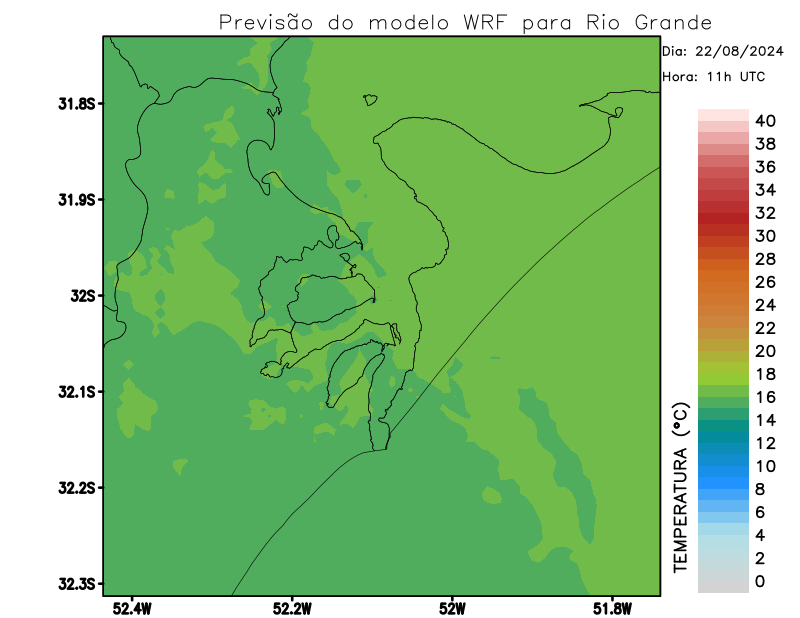 Previsão do modelo WRF para Rio Grande
Dia: 22/08/2024
Hora: 11h UTC
31.8S
31.9S
32S
32.1S
32.2S
32.3S
52.4W
52.2W
52W
51.8W
40
38
36
34
32
30
28
26
24
22
20
18
16
14
12
10
8
6
4
2
0
TEMPERATURA (°C)